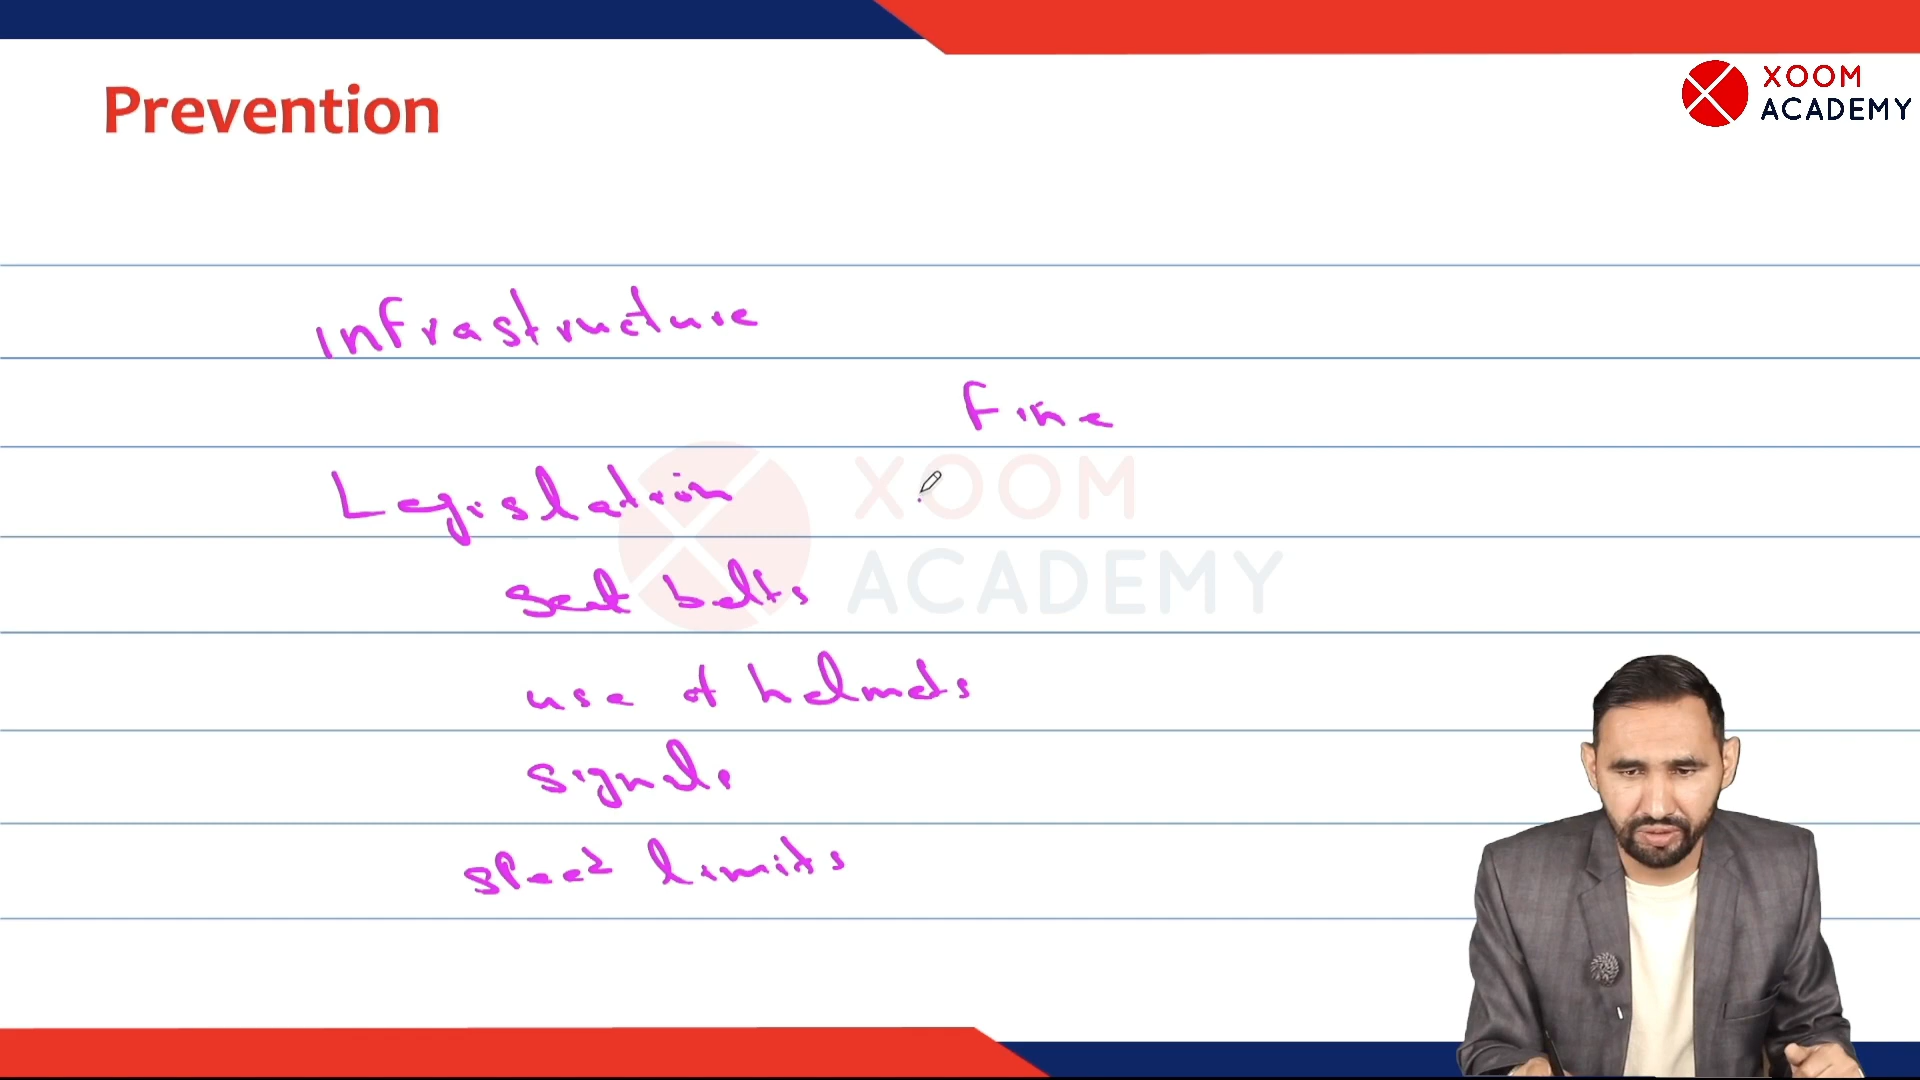 XOOM
ACADEMY
Prevention
Infrastructure
Fine
Legislation
XOOM
ACADEMY
seat belts
use of helmets
signals
speed limits